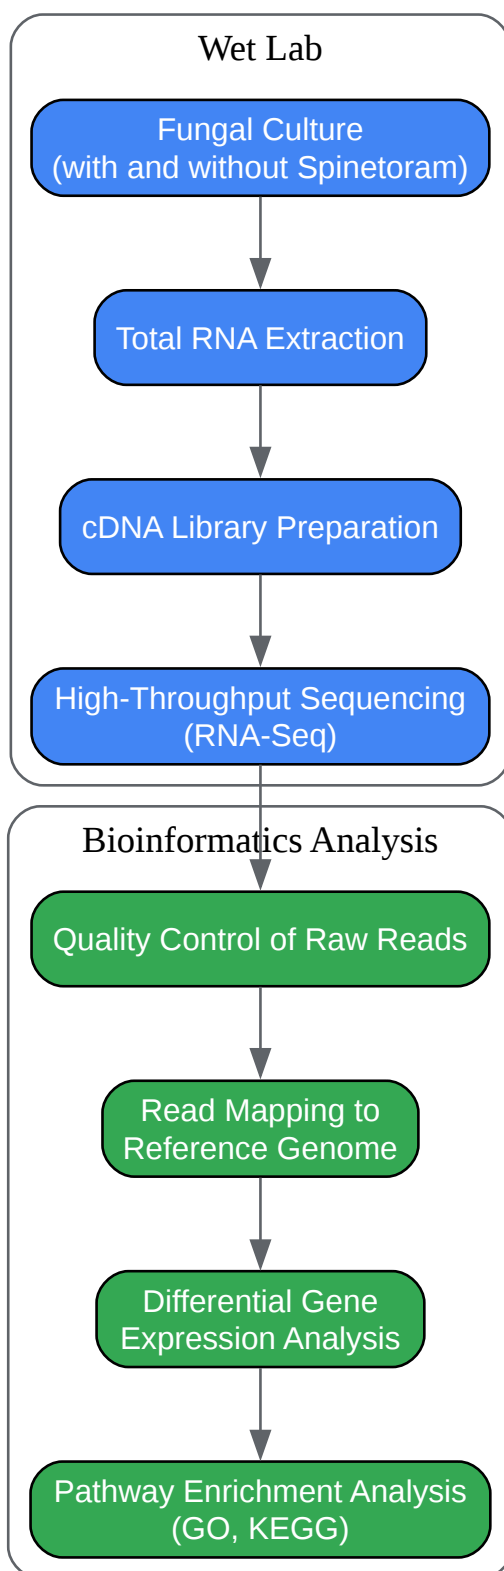 Wet Lab
Fungal Culture
(with and without Spinetoram)
Total RNA Extraction
cDNA Library Preparation
High-Throughput Sequencing
(RNA-Seq)
Bioinformatics Analysis
Quality Control of Raw Reads
Read Mapping to
Reference Genome
Differential Gene
Expression Analysis
Pathway Enrichment Analysis
(GO, KEGG)